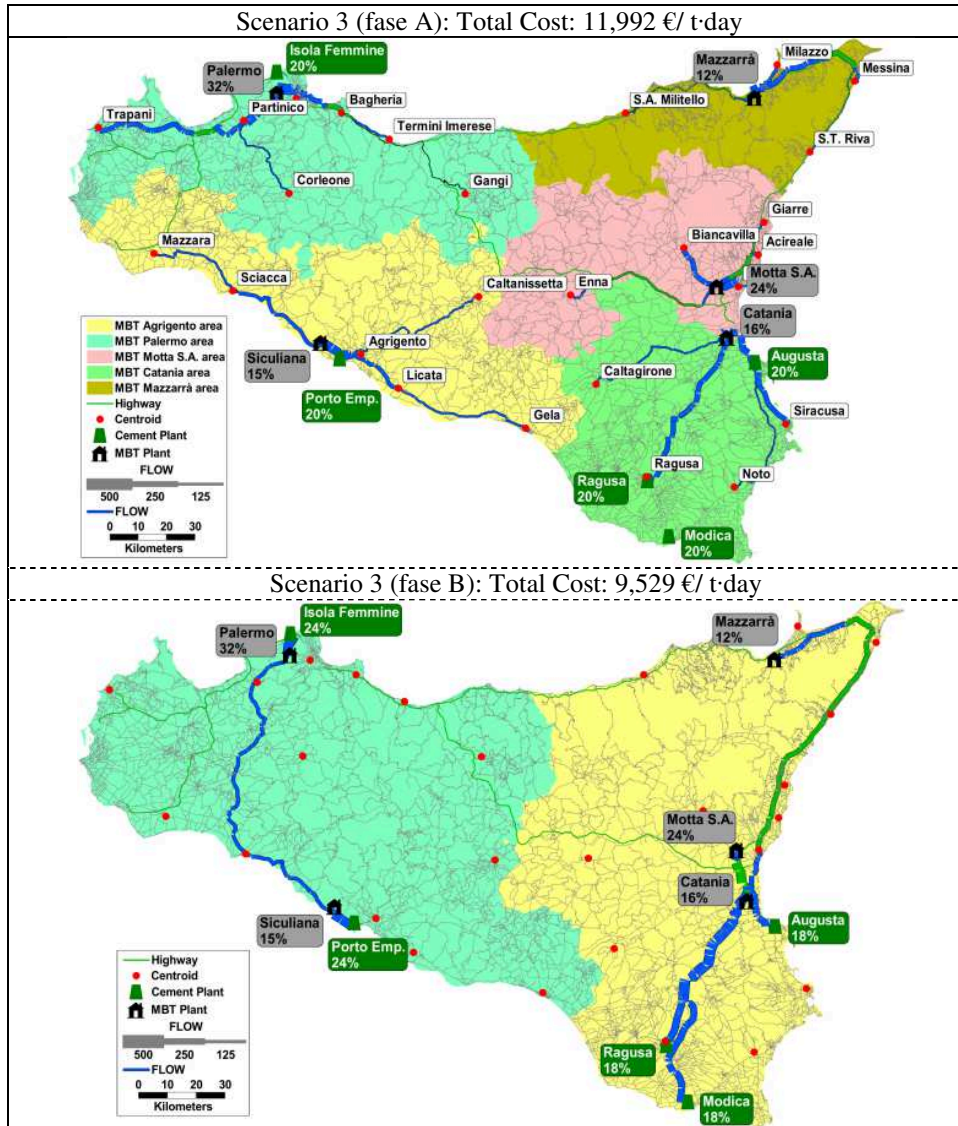 Scenario 3 (fase A): Total Cost: 11,992 €/ t·day
Isola Femmine
20%
Palermo
32%
Mazzarrà
12%
Milazzo
Messina
Trapani
Partinico
Bagheria
S.A. Militello
Termini Imerese
S.T. Riva
Corleone
Gangi
Giarre
Mazzara
Biancavilla
Acireale
Sciacca
Caltanissetta
Enna
Motta S.A.
24%
Catania
16%
MBT Agrigento area
MBT Palermo area
MBT Motta S.A. area
MBT Catania area
MBT Mazzarrà area
Highway
Centroid
Cement Plant
MBT Plant
FLOW
500 250 125
FLOW
0 10 20 30
Kilometers
Siculiana
15%
Agrigento
Porto Emp.
20%
Licata
Gela
Caltagirone
Augusta
20%
Siracusa
Ragusa
Ragusa
20%
Noto
Modica
20%
Scenario 3 (fase B): Total Cost: 9,529 €/ t·day
Isola Femmine
24%
Palermo
32%
Mazzarrà
12%
Motta S.A.
24%
Catania
16%
Siculiana
15%
Porto Emp.
24%
Augusta
18%
Highway
Centroid
Cement Plant
MBT Plant
FLOW
500 250 125
FLOW
0 10 20 30
Kilometers
Ragusa
18%
Modica
18%